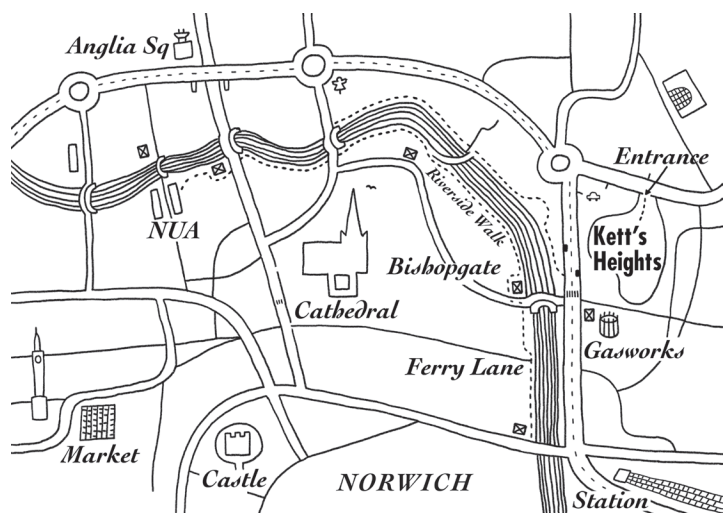 Anglia Sq
Entrance
Riverside Walk
NUA
Kett's
Heights
Bishopgate
Cathedral
Gasworks
Ferry Lane
Market
Castle
NORWICH
Station